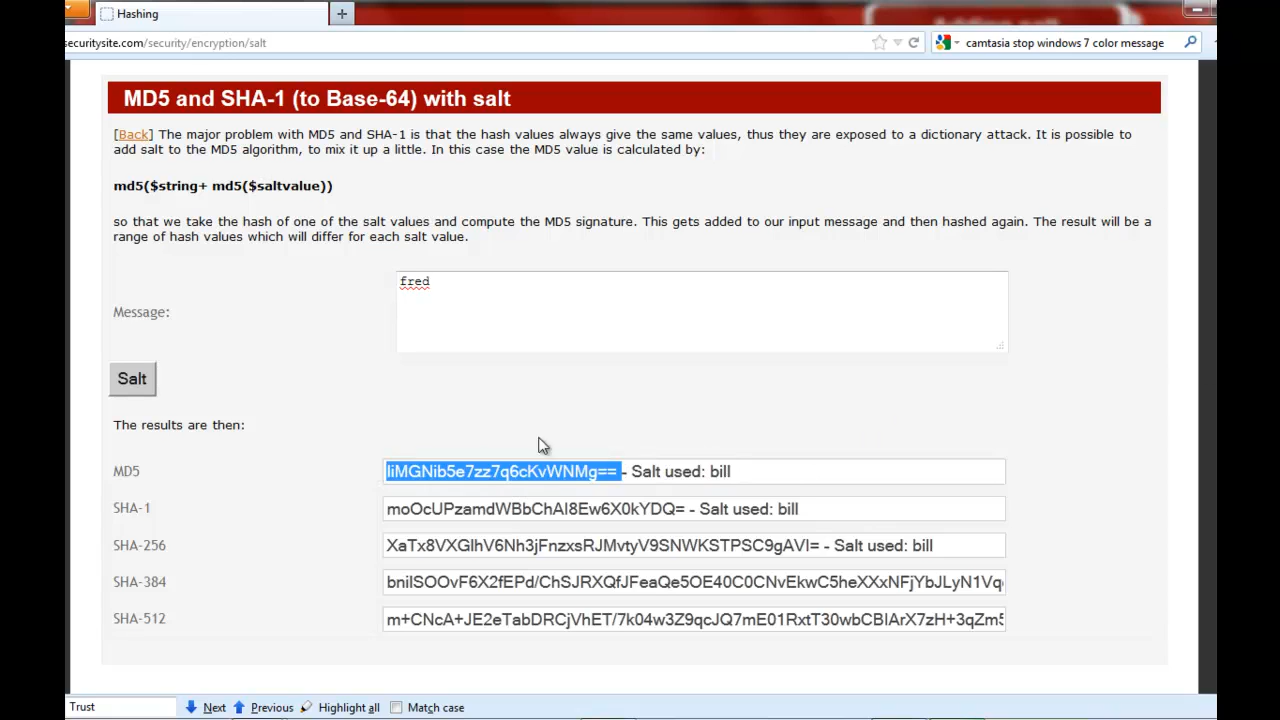 Hashing
securitysite.com/security/encryption/salt
camtasia stop windows 7 color message
MD5 and SHA-1 (to Base-64) with salt
[Back] The major problem with MD5 and SHA-1 is that the hash values always give the same values, thus they are exposed to a dictionary attack. It is possible to
add salt to the MD5 algorithm, to mix it up a little. In this case the MD5 value is calculated by:
md5($string+ md5($saltvalue))
so that we take the hash of one of the salt values and compute the MD5 signature. This gets added to our input message and then hashed again. The result will be a
range of hash values which will differ for each salt value.
fred
Message:
Salt
The results are then:
MD5 liMGNib5e7zz7q6cKvWNMg== - Salt used: bill
SHA-1 moOcUPzamdWBbChAI8Ew6X0kYDQ= - Salt used: bill
SHA-256 XaTx8VXGlhV6Nh3jFnzxsRJMvtyV9SNWKSTPSC9gAVI= - Salt used: bill
SHA-384 bnilSOOvF6X2fEPd/ChSJRXQfJFeaQe5OE40C0CNvEkwC5heXXxNFjYbJLyN1Vq
SHA-512 m+CNcA+JE2eTabDRCjVhET/7k04w3Z9qcJQ7mE01RxtT30wbCBIArX7zH+3qZm5
Trust Next Previous Highlight all Match case